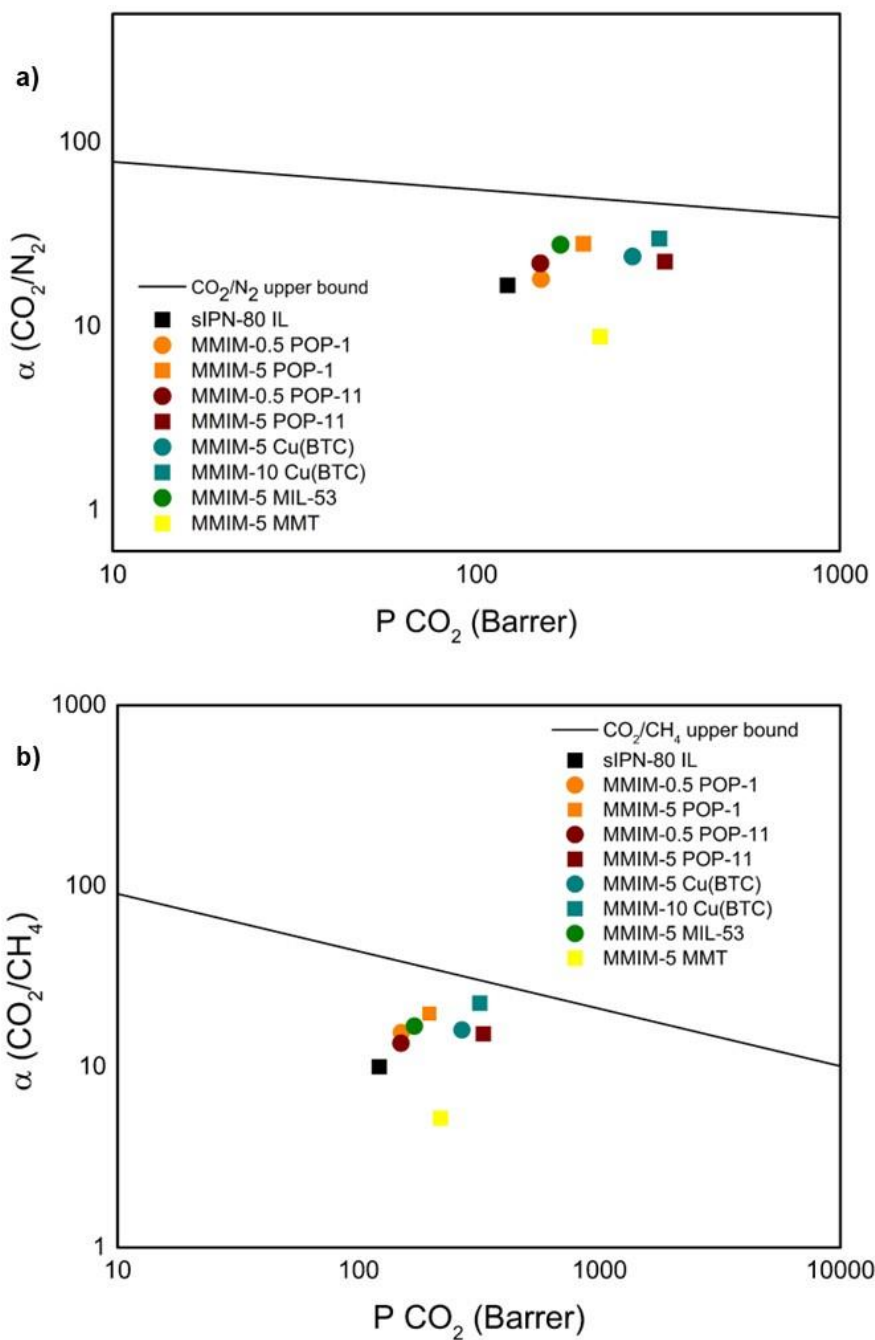 a)
100
10
1
α (CO₂/N₂)
CO₂/N₂ upper bound
sIPN-80 IL
MMIM-0.5 POP-1
MMIM-5 POP-1
MMIM-0.5 POP-11
MMIM-5 POP-11
MMIM-5 Cu(BTC)
MMIM-10 Cu(BTC)
MMIM-5 MIL-53
MMIM-5 MMT
10 100 1000
P CO₂ (Barrer)
b)
1000
100
10
1
α (CO₂/CH₄)
CO₂/CH₄ upper bound
sIPN-80 IL
MMIM-0.5 POP-1
MMIM-5 POP-1
MMIM-0.5 POP-11
MMIM-5 POP-11
MMIM-5 Cu(BTC)
MMIM-10 Cu(BTC)
MMIM-5 MIL-53
MMIM-5 MMT
10 100 1000 10000
P CO₂ (Barrer)